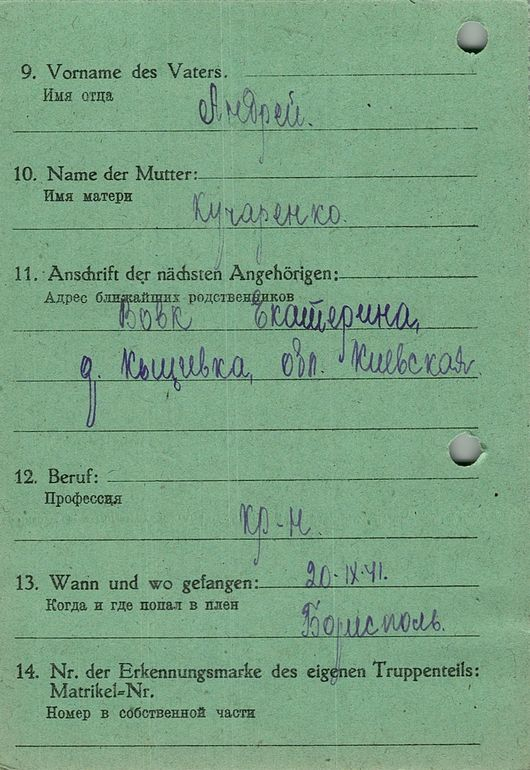 9. Vorname des Vaters.
Имя отца
Андрей.
10. Name der Mutter:
Имя матери
Кучаренко.
11. Anschrift der nächsten Angehörigen:
Адрес ближайших родственников
Вовк Екатерина,
д. Кыщивка, обл. Киевская.
12. Beruf:
Профессия
кр-н.
13. Wann und wo gefangen: 20·IX·41.
Когда и где попал в плен
Борисполь.
14. Nr. der Erkennungsmarke des eigenen Truppenteils:
Matrikel=Nr.
Номер в собственной части